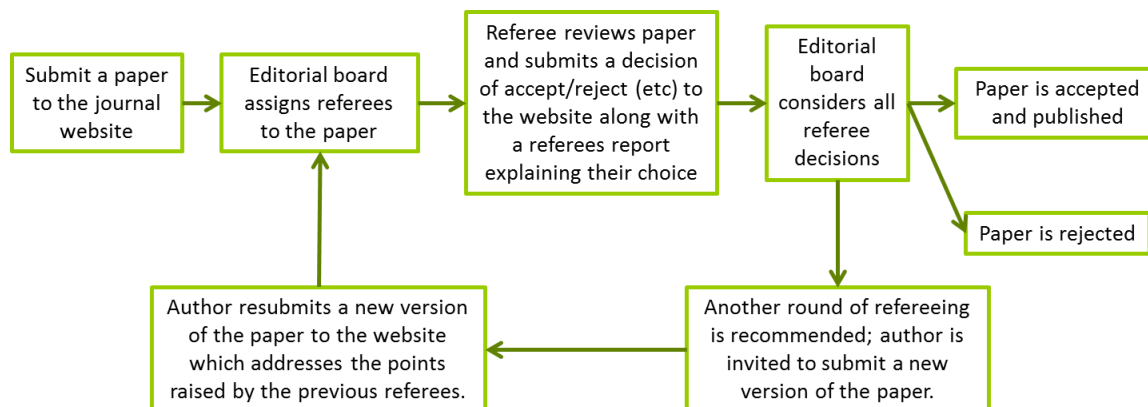 Submit a paper
to the journal
website
Editorial board
assigns referees
to the paper
Referee reviews paper
and submits a decision
of accept/reject (etc) to
the website along with
a referees report
explaining their choice
Editorial
board
considers all
referee
decisions
Paper is accepted
and published
Paper is rejected
Another round of refereeing
is recommended; author is
invited to submit a new
version of the paper.
Author resubmits a new version
of the paper to the website
which addresses the points
raised by the previous referees.